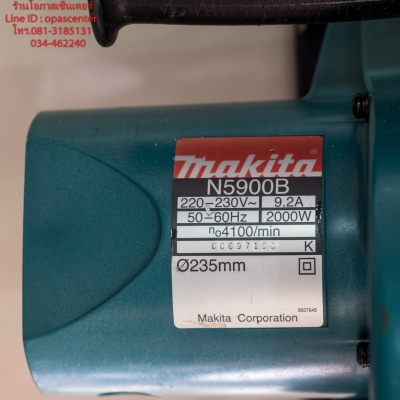 ร้านโอภาสเซ็นเตอร์
Line ID : opascenter
โทร.081-3185131
034-462240
makita®
N5900B
220-230V~ 9.2A
50-60Hz 2000W
n₀4100/min
K
Ø235mm
Makita Corporation